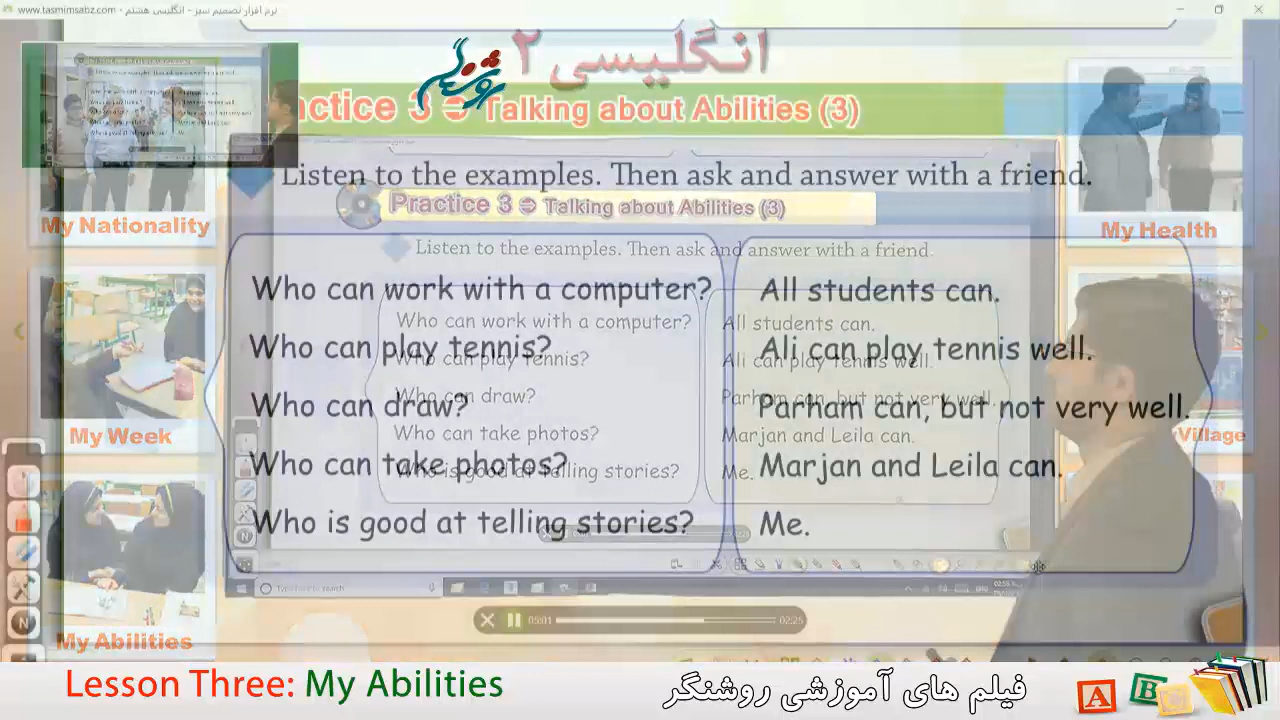 نرم افزار تصمیم سبز - انگلیسی هشتم • www.tasmimsabz.com
انگلیسی ۲
روشنگر
ctice 3 ⮊ Talking about Abilities (3)
Listen to the examples. Then ask and answer with a friend.
Practice 3 ⮊ Talking about Abilities (3)
Listen to the examples. Then ask and answer with a friend.
My Nationality
My Health
Who can work with a computer? All students can.
Who can work with a computer? All students can.
Who can play tennis? Ali can play tennis well.
Who can play tennis? Ali can play tennis well.
Who can draw? Parham can, but not very well.
Who can draw? Parham can, but not very well.
My Week
Village
Who can take photos? Marjan and Leila can.
Who can take photos? Marjan and Leila can.
Who is good at telling stories? Me.
Who is good at telling stories? Me.
N
N
05:01 02:25
My Abilities
Lesson Three: My Abilities
فیلم های آموزشی روشنگر
A B C